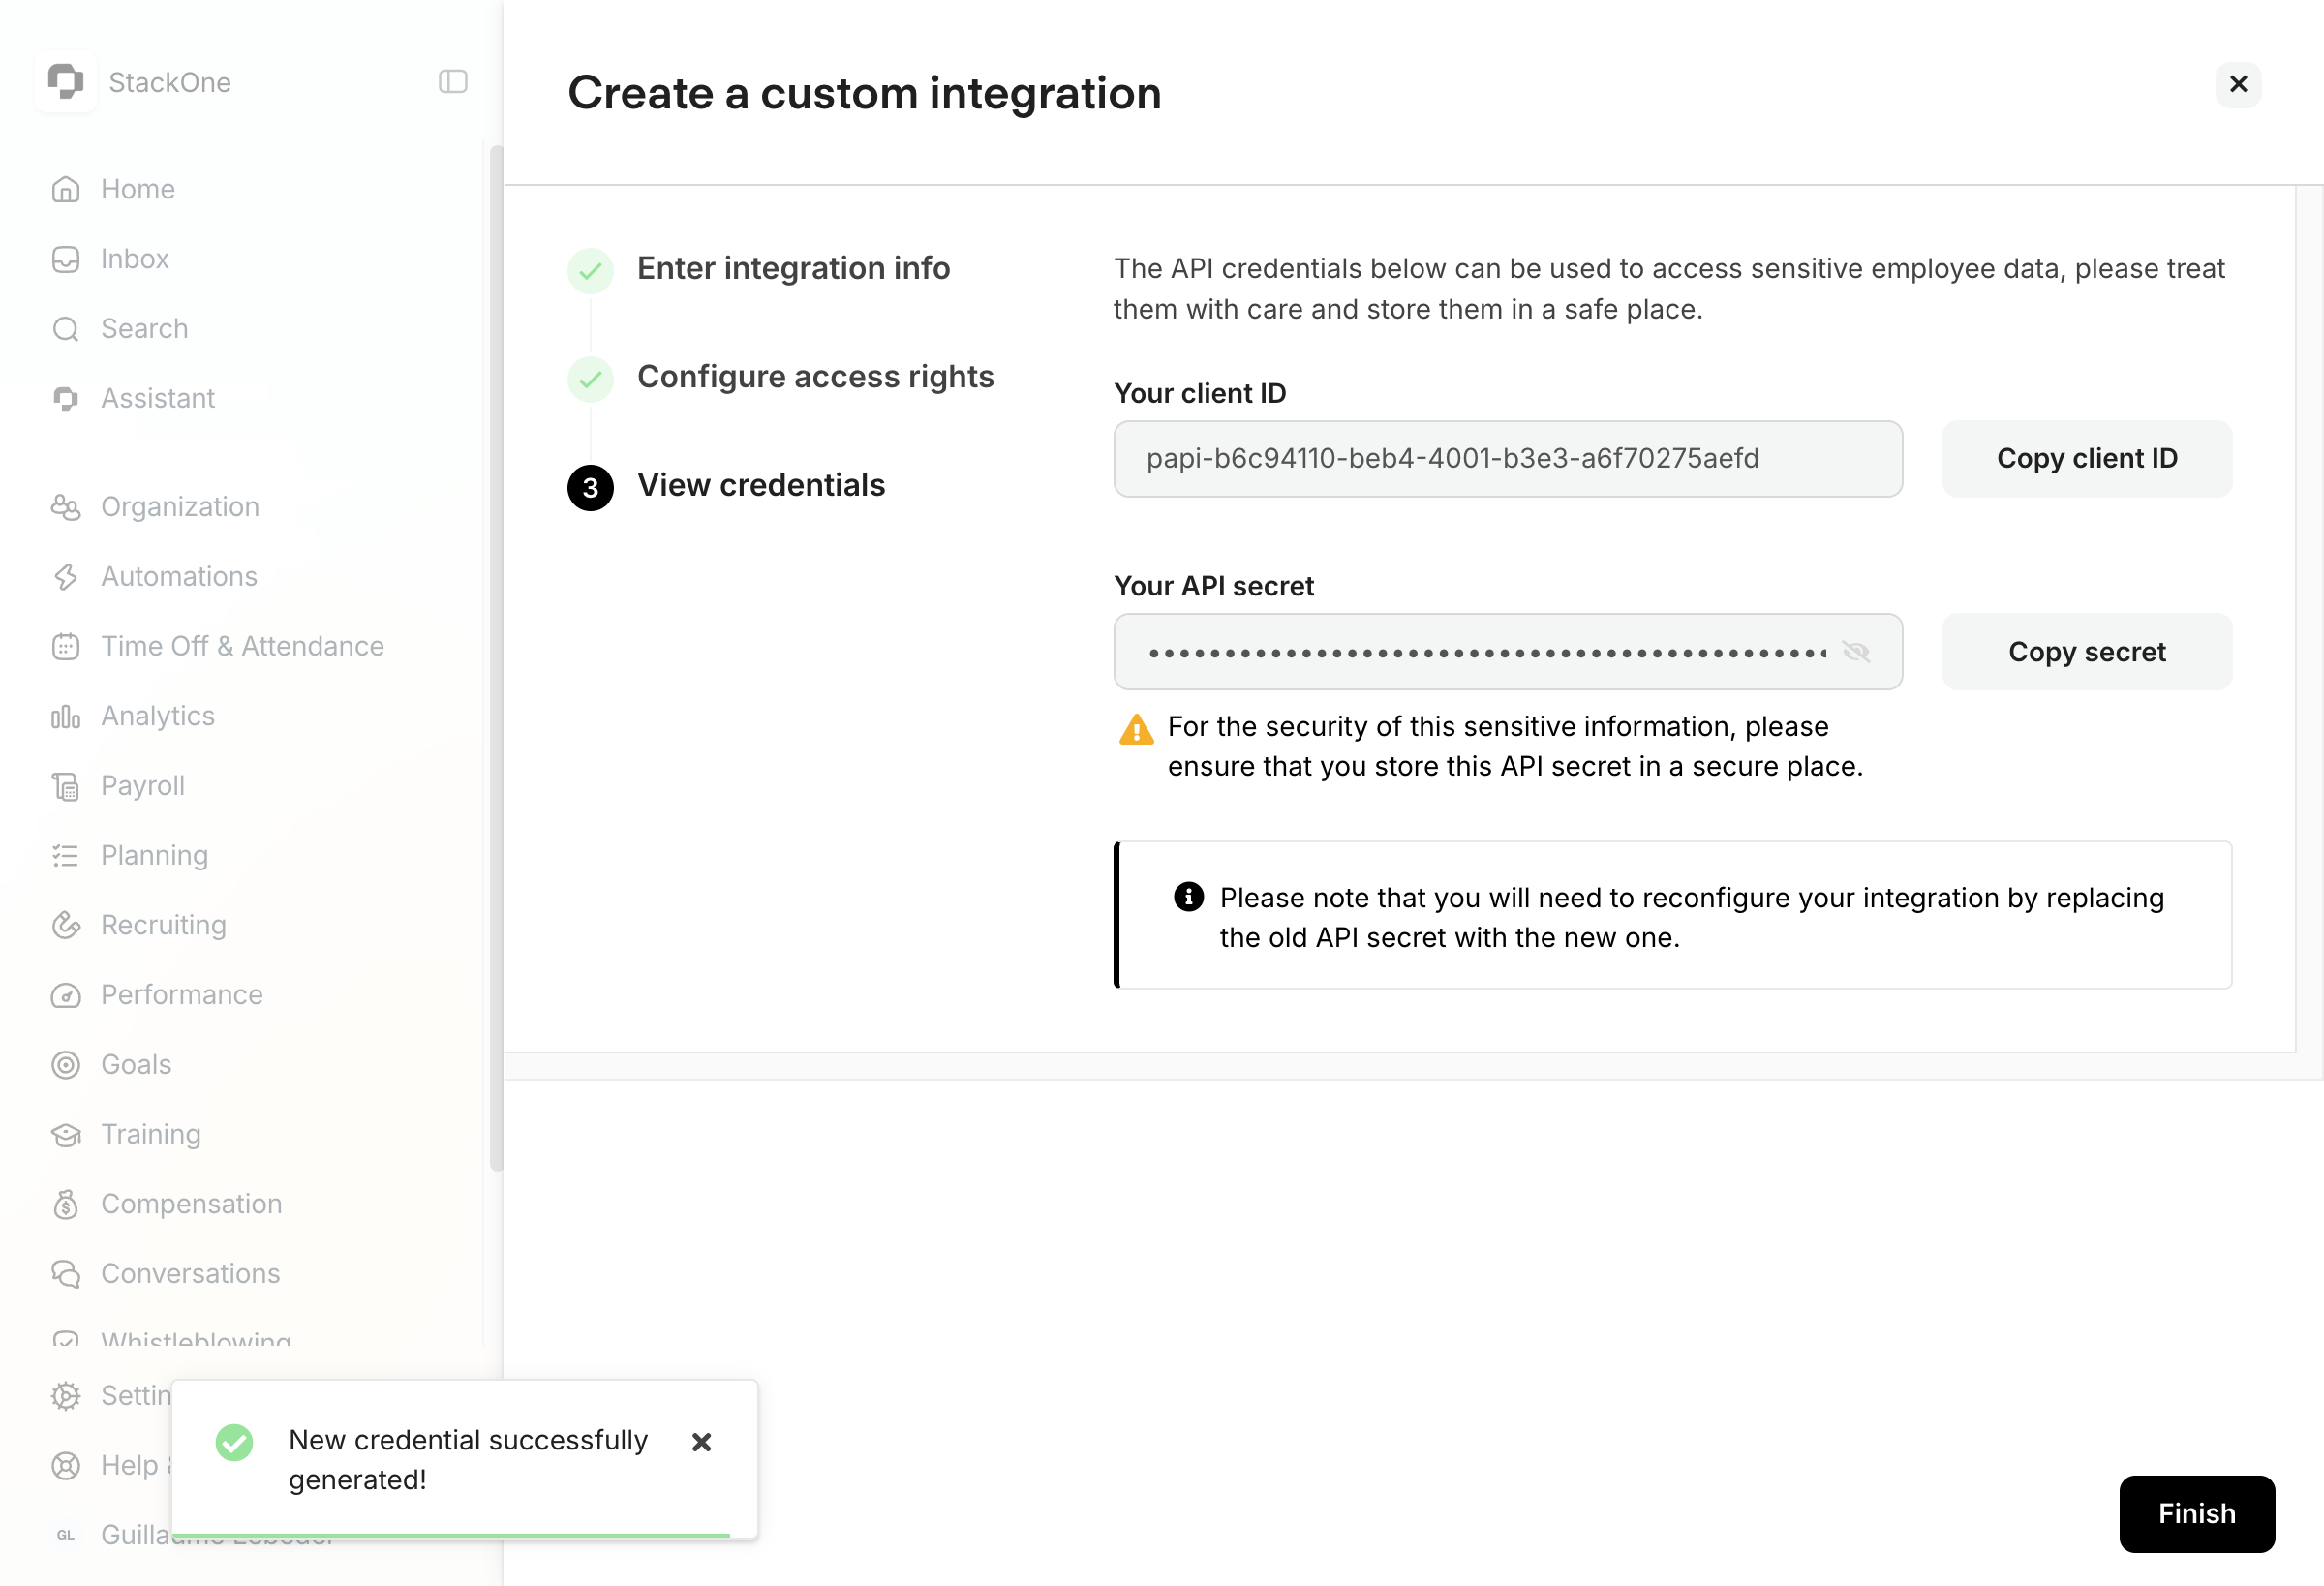 StackOne
Home
Inbox
Search
Assistant
Organization
Automations
Time Off & Attendance
Analytics
Payroll
Planning
Recruiting
Performance
Goals
Training
Compensation
Conversations
Whistleblowing
Settin
Help &
GL Guillaume
Create a custom integration
Enter integration info
Configure access rights
3 View credentials
The API credentials below can be used to access sensitive employee data, please treat
them with care and store them in a safe place.
Your client ID
papi-b6c94110-beb4-4001-b3e3-a6f70275aefd
Copy client ID
Your API secret
Copy secret
For the security of this sensitive information, please
ensure that you store this API secret in a secure place.
Please note that you will need to reconfigure your integration by replacing
the old API secret with the new one.
New credential successfully
generated!
Finish